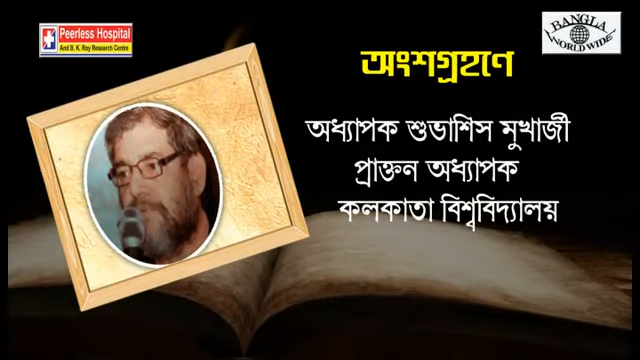 Peerless Hospital
And B. K. Roy Research Centre
BANGLA
WORLD WIDE
অংশগ্রহণে
অধ্যাপক শুভাশিস মুখার্জী
প্রাক্তন অধ্যাপক
কলকাতা বিশ্ববিদ্যালয়